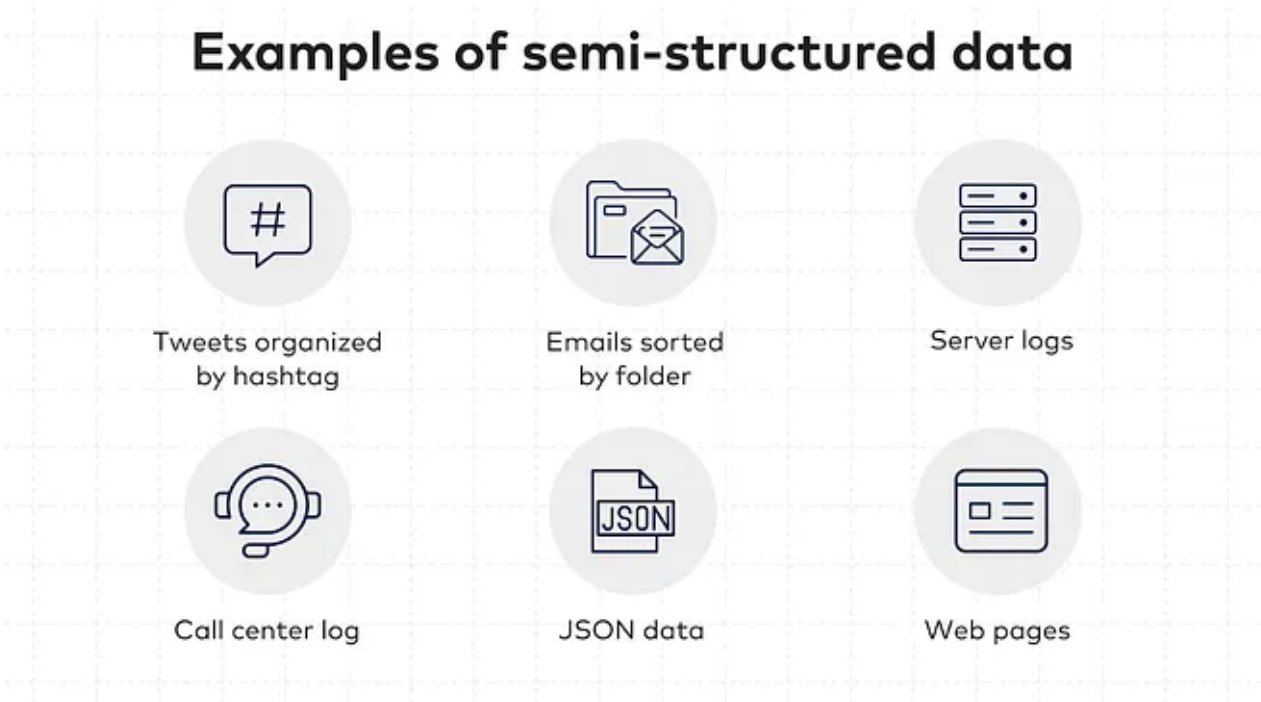 Examples of semi-structured data
#
Tweets organized
by hashtag
Emails sorted
by folder
Server logs
Call center log
JSON
JSON data
Web pages